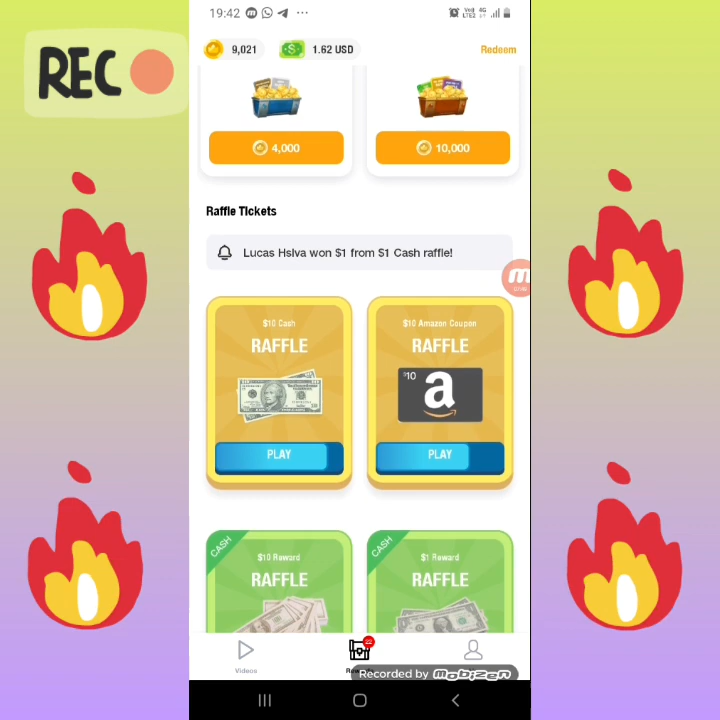 REC
19:42
9,021
1.62 USD
Redeem
4,000
10,000
Raffle Tickets
Lucas Hsiva won $1 from $1 Cash raffle!
$10 Cash
RAFFLE
PLAY
$10 Amazon Coupon
RAFFLE
$10
a
PLAY
CASH
$10 Reward
RAFFLE
CASH
$1 Reward
RAFFLE
22
Videos
Recorded by Mobizen